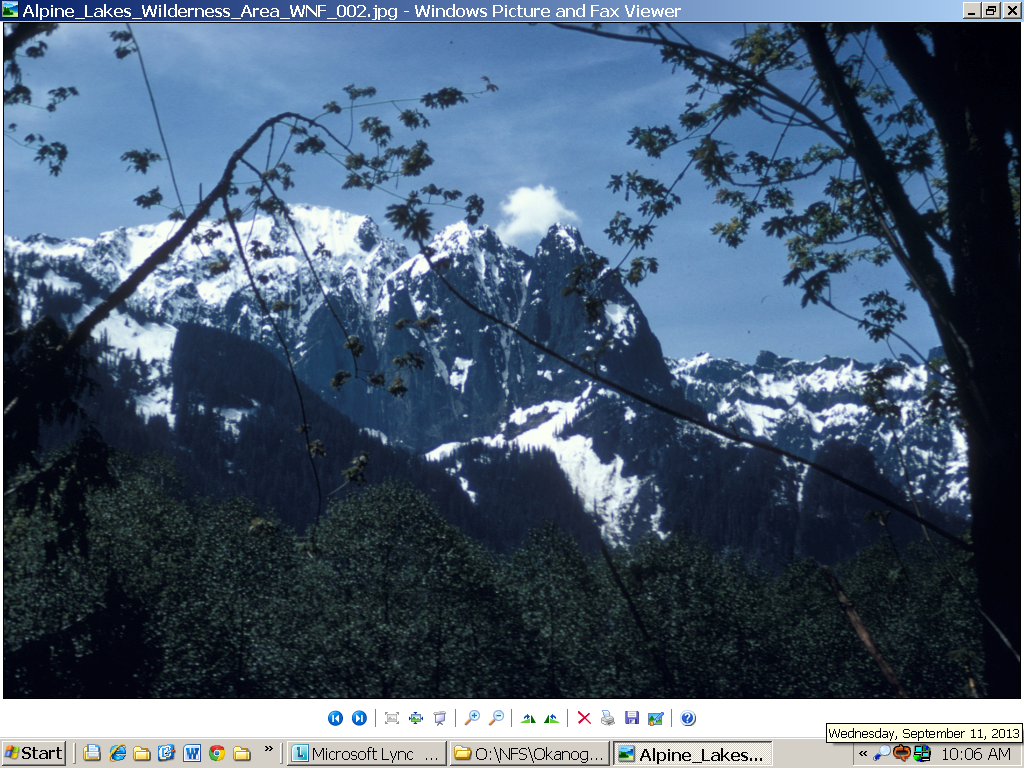 Alpine_Lakes_Wilderness_Area_WNF_002.jpg - Windows Picture and Fax Viewer
Wednesday, September 11, 2013
Start
»
Microsoft Lync ...
O:\NFS\Okanog...
Alpine_Lakes...
«
10:06 AM